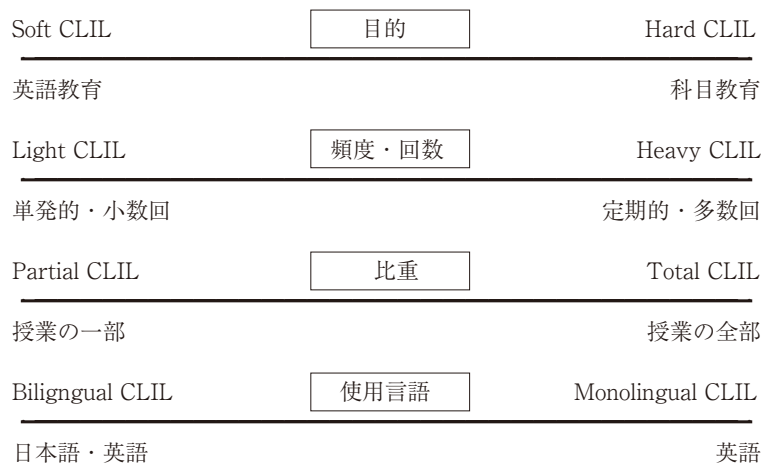 Soft CLIL 目的 Hard CLIL
英語教育 科目教育
Light CLIL 頻度・回数 Heavy CLIL
単発的・小数回 定期的・多数回
Partial CLIL 比重 Total CLIL
授業の一部 授業の全部
Biligngual CLIL 使用言語 Monolingual CLIL
日本語・英語 英語